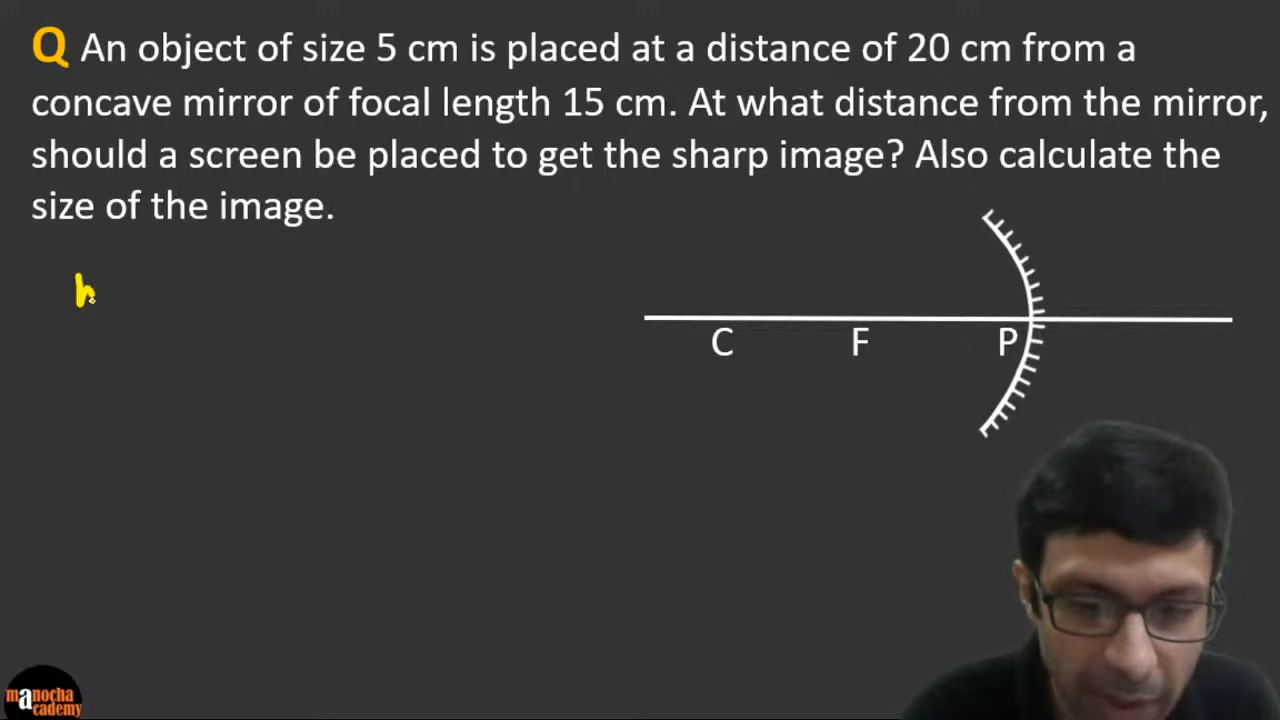 Q An object of size 5 cm is placed at a distance of 20 cm from a
concave mirror of focal length 15 cm. At what distance from the mirror,
should a screen be placed to get the sharp image? Also calculate the
size of the image.
h
C F P
manocha
academy